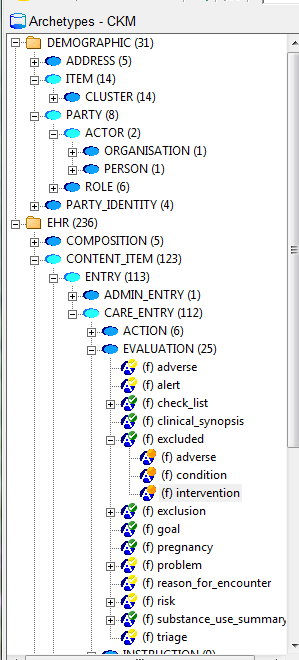 Archetypes - CKM
DEMOGRAPHIC (31)
ADDRESS (5)
ITEM (14)
CLUSTER (14)
PARTY (8)
ACTOR (2)
ORGANISATION (1)
PERSON (1)
ROLE (6)
PARTY_IDENTITY (4)
EHR (236)
COMPOSITION (5)
CONTENT_ITEM (123)
ENTRY (113)
ADMIN_ENTRY (1)
CARE_ENTRY (112)
ACTION (6)
EVALUATION (25)
(f) adverse
(f) alert
(f) check_list
(f) clinical_synopsis
(f) excluded
(f) adverse
(f) condition
(f) intervention
(f) exclusion
(f) goal
(f) pregnancy
(f) problem
(f) reason_for_encounter
(f) risk
(f) substance_use_summary
(f) triage
INSTRUCTION (9)